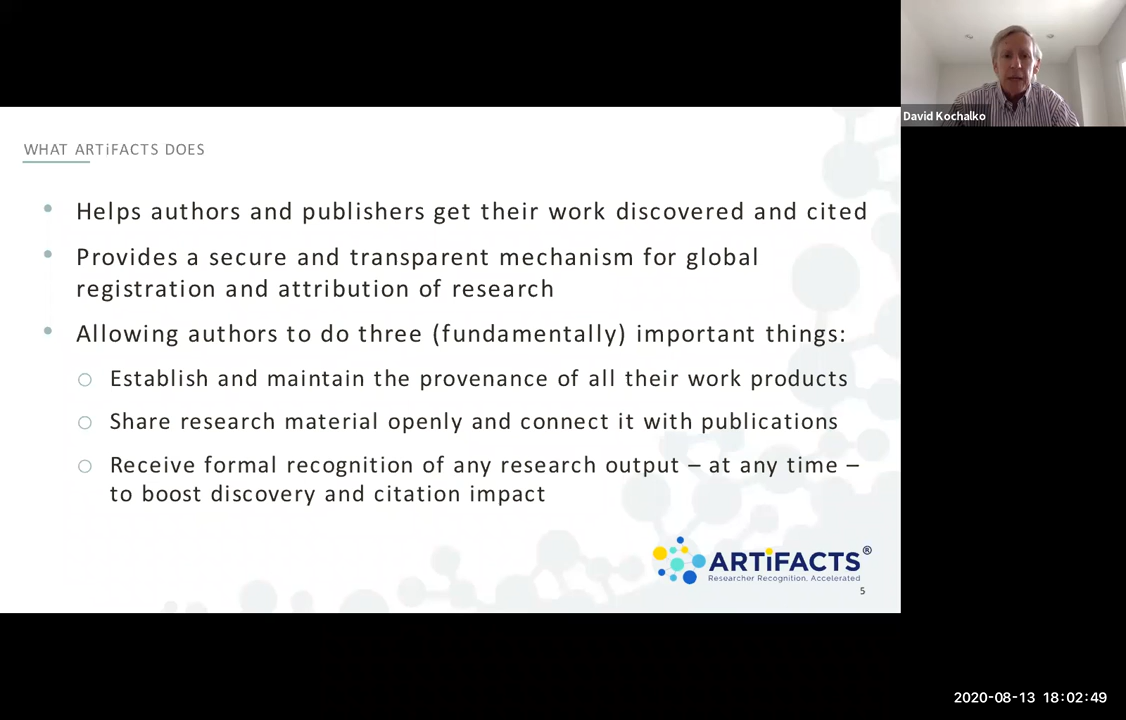 David Kochalko
WHAT ARTiFACTS DOES
• Helps authors and publishers get their work discovered and cited
• Provides a secure and transparent mechanism for global
registration and attribution of research
• Allowing authors to do three (fundamentally) important things:
○ Establish and maintain the provenance of all their work products
○ Share research material openly and connect it with publications
○ Receive formal recognition of any research output – at any time –
to boost discovery and citation impact
ARTiFACTS®
Researcher Recognition, Accelerated
5
2020-08-13 18:02:49